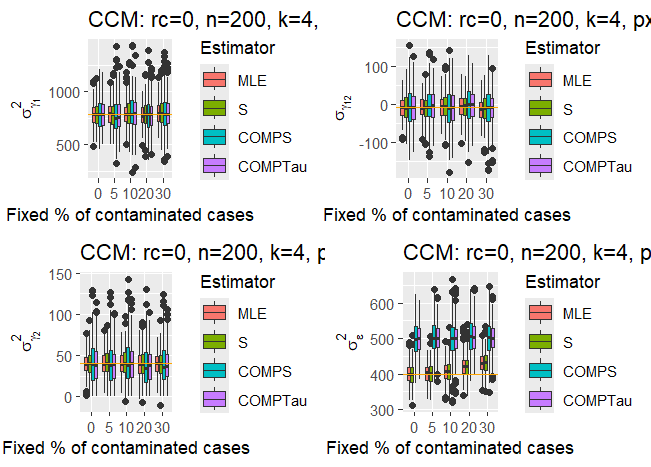 CCM: rc=0, n=200, k=4,
σ²γ1
1000
500
0 5 10 20 30
Fixed % of contaminated cases
Estimator
MLE
S
COMPS
COMPTau
CCM: rc=0, n=200, k=4, px
σγ12
100
0
-100
0 5 10 20 30
Fixed % of contaminated cases
Estimator
MLE
S
COMPS
COMPTau
CCM: rc=0, n=200, k=4, p
σ²γ2
150
100
50
0
0 5 10 20 30
Fixed % of contaminated cases
Estimator
MLE
S
COMPS
COMPTau
CCM: rc=0, n=200, k=4, p
σ²ε
600
500
400
300
0 5 10 20 30
Fixed % of contaminated cases
Estimator
MLE
S
COMPS
COMPTau